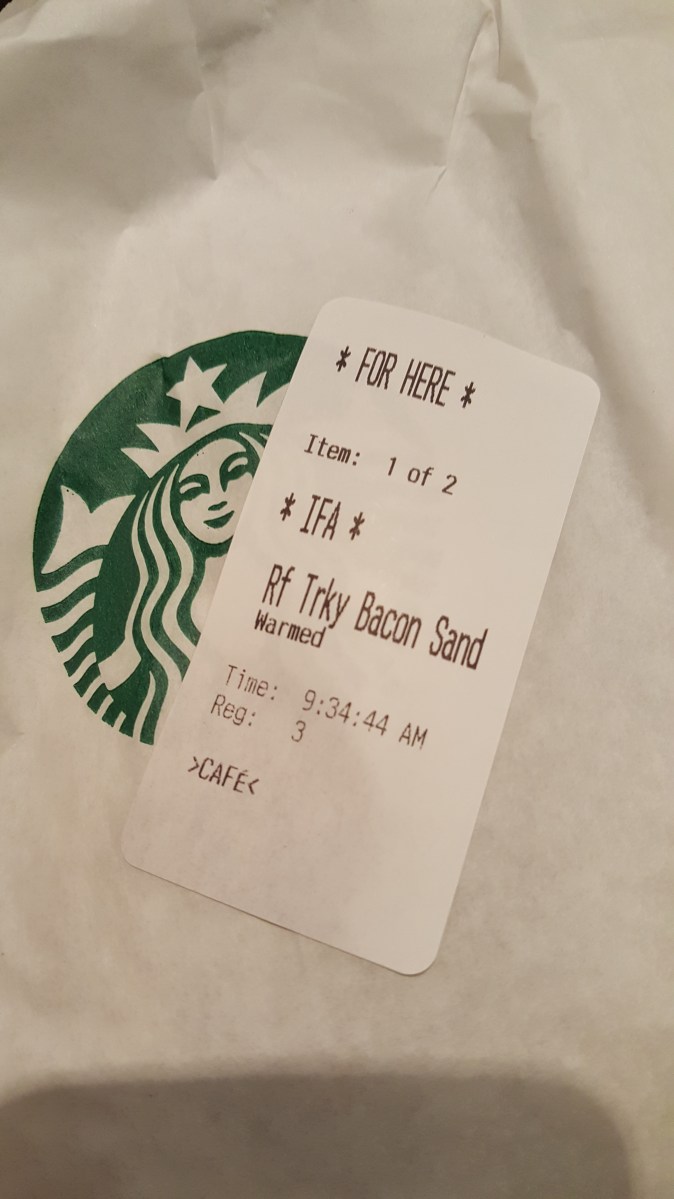 * FOR HERE *
Item: 1 of 2
* IFA *
Rf Trky Bacon Sand
Warmed
Time: 9:34:44 AM
Reg: 3
>CAFÉ<